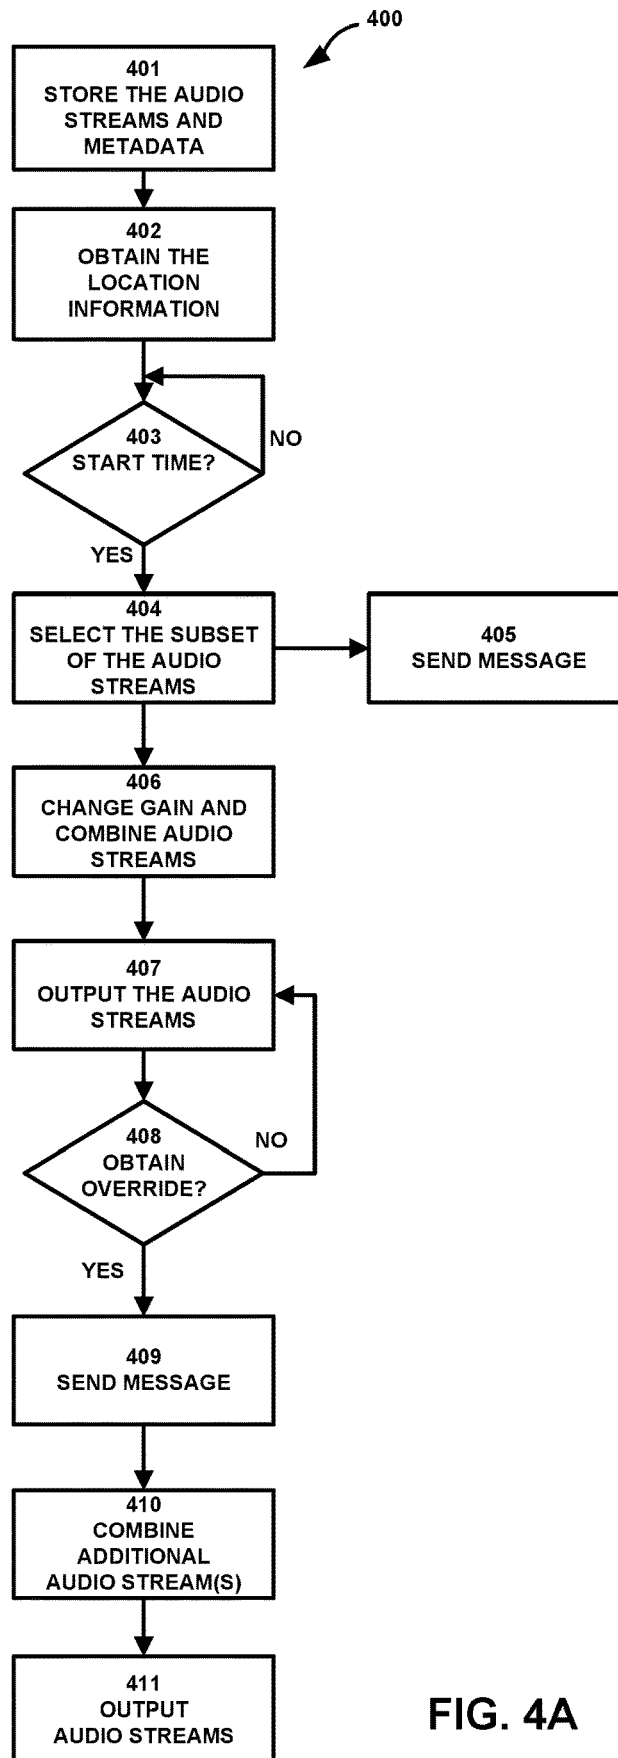 400
401
STORE THE AUDIO
STREAMS AND
METADATA
402
OBTAIN THE
LOCATION
INFORMATION
403
START TIME?
NO
YES
404
SELECT THE SUBSET
OF THE AUDIO
STREAMS
405
SEND MESSAGE
406
CHANGE GAIN AND
COMBINE AUDIO
STREAMS
407
OUTPUT THE AUDIO
STREAMS
408
OBTAIN
OVERRIDE?
NO
YES
409
SEND MESSAGE
410
COMBINE
ADDITIONAL
AUDIO STREAM(S)
411
OUTPUT
AUDIO STREAMS
FIG. 4A